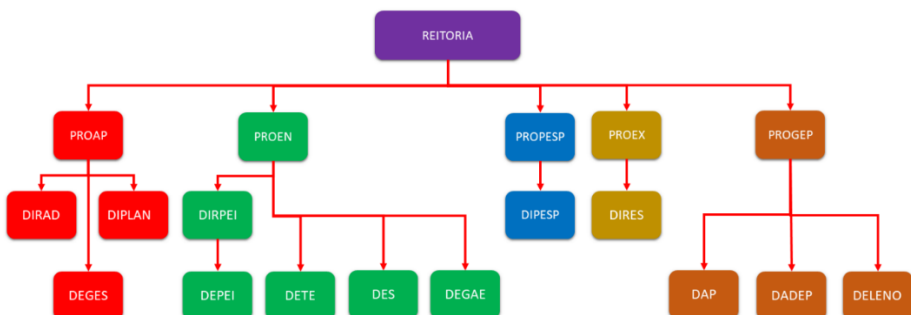 REITORIA
PROAP
PROEN
PROPESP
PROEX
PROGEP
DIRAD
DIPLAN
DIRPEI
DIPESP
DIRES
DEGES
DEPEI
DETE
DES
DEGAE
DAP
DADEP
DELENO